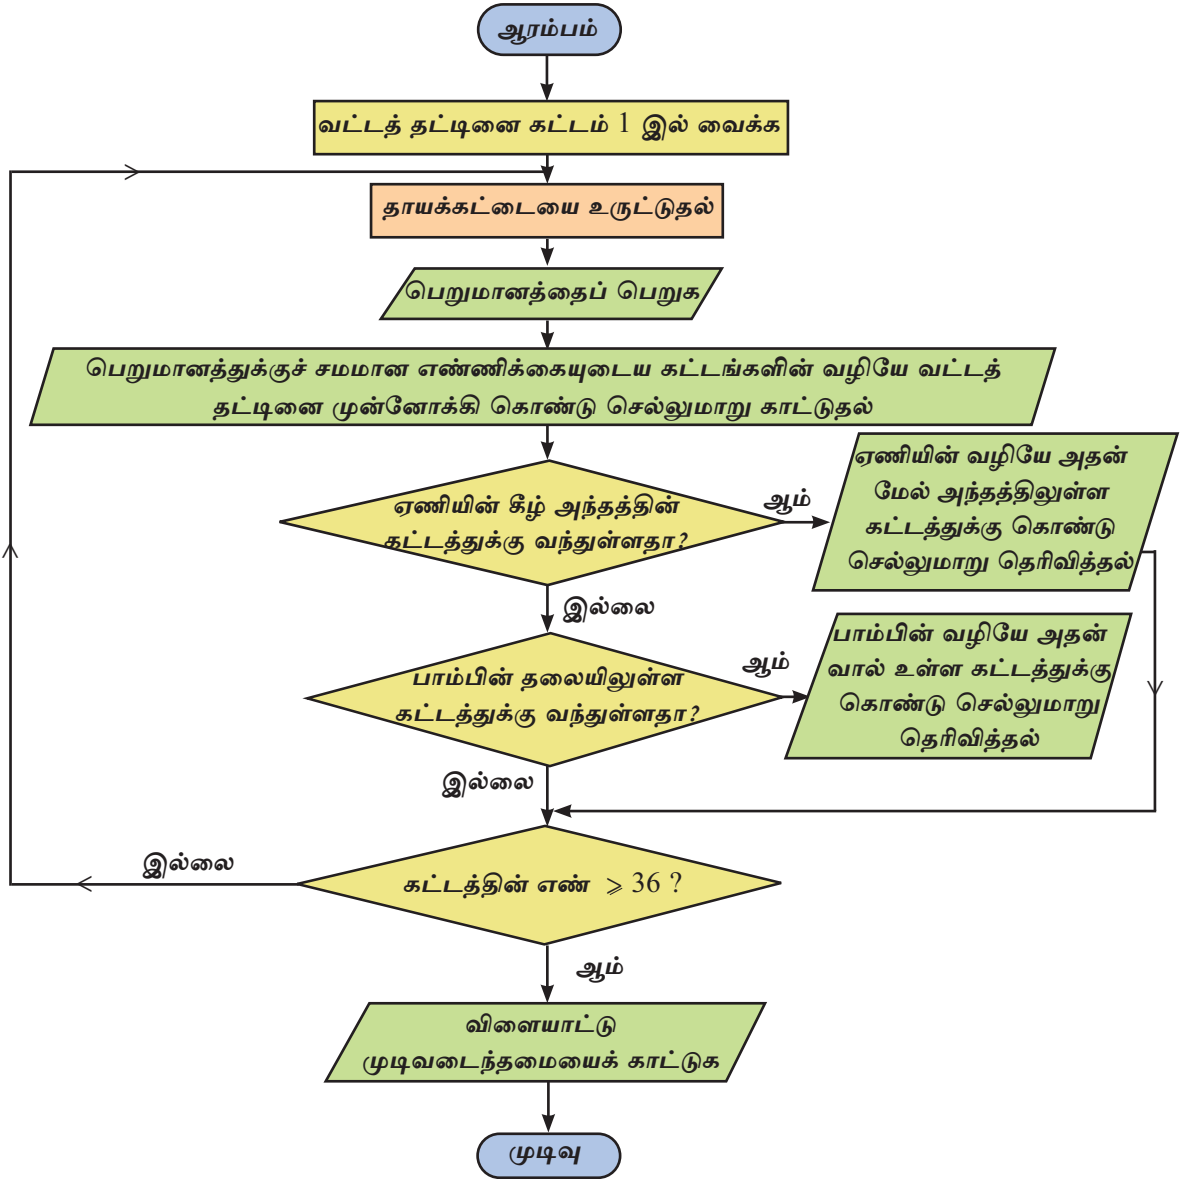 ஆரம்பம்
வட்டத் தட்டினை கட்டம் 1 இல் வைக்க
தாயக்கட்டையை உருட்டுதல்
பெறுமானத்தைப் பெறுக
பெறுமானத்துக்குச் சமமான எண்ணிக்கையுடைய கட்டங்களின் வழியே வட்டத்
தட்டினை முன்னோக்கி கொண்டு செல்லுமாறு காட்டுதல்
ஏணியின் கீழ் அந்தத்தின்
கட்டத்துக்கு வந்துள்ளதா?
ஆம்
ஏணியின் வழியே அதன்
மேல் அந்தத்திலுள்ள
கட்டத்துக்கு கொண்டு
செல்லுமாறு தெரிவித்தல்
இல்லை
பாம்பின் தலையிலுள்ள
கட்டத்துக்கு வந்துள்ளதா?
ஆம்
பாம்பின் வழியே அதன்
வால் உள்ள கட்டத்துக்கு
கொண்டு செல்லுமாறு
தெரிவித்தல்
இல்லை
கட்டத்தின் எண் ⩾ 36 ?
இல்லை
ஆம்
விளையாட்டு
முடிவடைந்தமையைக் காட்டுக
முடிவு